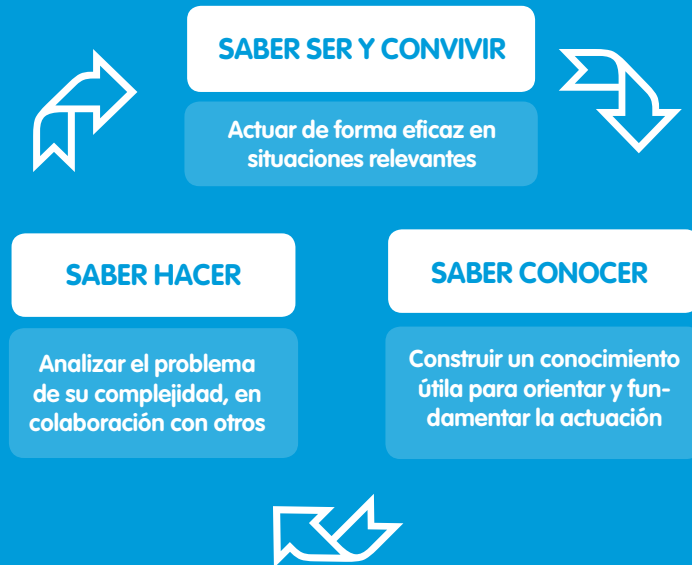 SABER SER Y CONVIVIR
Actuar de forma eficaz en
situaciones relevantes
SABER HACER
Analizar el problema
de su complejidad, en
colaboración con otros
SABER CONOCER
Construir un conocimiento
útila para orientar y fun-
damentar la actuación